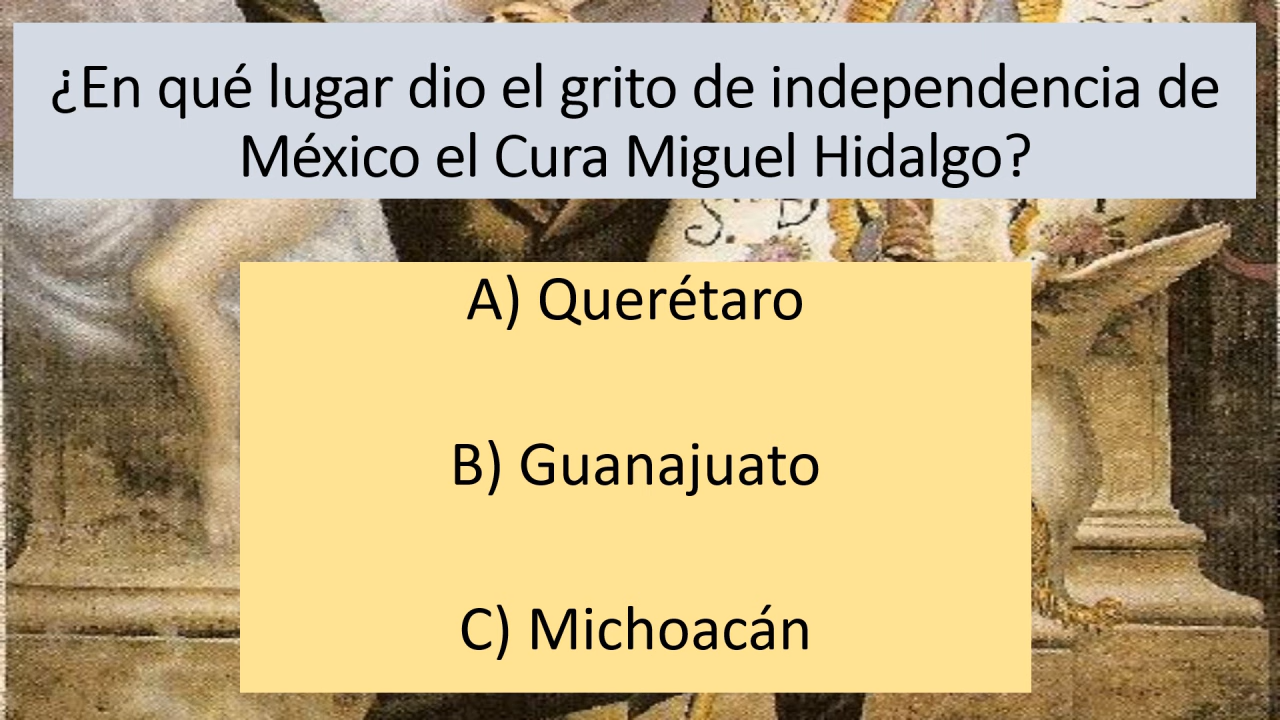 ¿En qué lugar dio el grito de independencia de
México el Cura Miguel Hidalgo?
S. D
A) Querétaro
B) Guanajuato
C) Michoacán